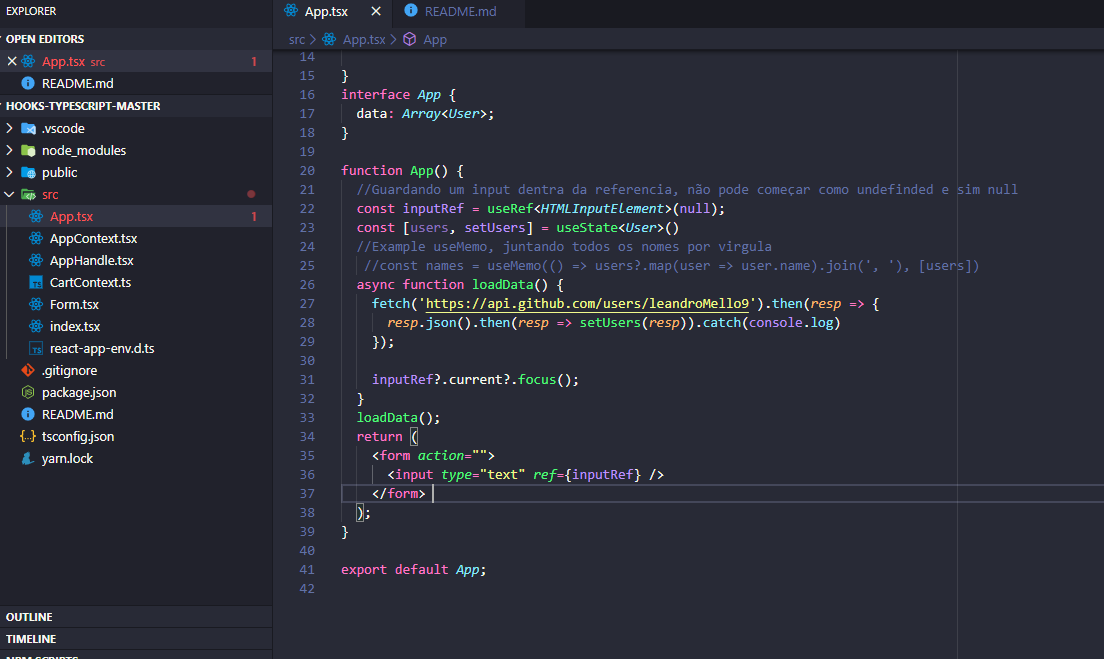 EXPLORER
OPEN EDITORS
App.tsx src 1
README.md
HOOKS-TYPESCRIPT-MASTER
.vscode
node_modules
public
src
App.tsx 1
AppContext.tsx
AppHandle.tsx
CartContext.ts
Form.tsx
index.tsx
react-app-env.d.ts
.gitignore
package.json
README.md
tsconfig.json
yarn.lock
OUTLINE
TIMELINE
NPM SCRIPTS
App.tsx README.md
src > App.tsx > App
14
15 }
16 interface App {
17 data: Array<User>;
18 }
19
20 function App() {
21 //Guardando um input dentra da referencia, não pode começar como undefinded e sim null
22 const inputRef = useRef<HTMLInputElement>(null);
23 const [users, setUsers] = useState<User>()
24 //Example useMemo, juntando todos os nomes por virgula
25 //const names = useMemo(() => users?.map(user => user.name).join(', '), [users])
26 async function loadData() {
27 fetch('https://api.github.com/users/leandroMello9').then(resp => {
28 resp.json().then(resp => setUsers(resp)).catch(console.log)
29 });
30
31 inputRef?.current?.focus();
32 }
33 loadData();
34 return (
35 <form action="">
36 <input type="text" ref={inputRef} />
37 </form>
38 );
39 }
40
41 export default App;
42